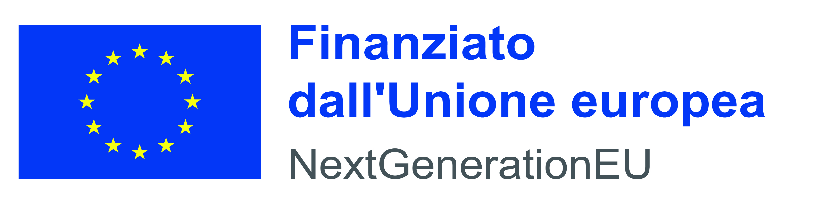 Finanziato
dall'Unione europea
NextGenerationEU